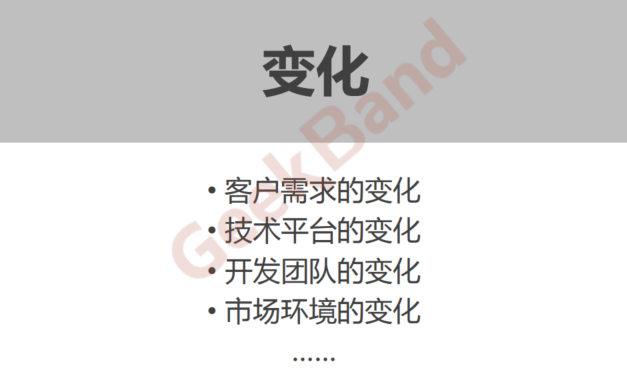 变化
• 客户需求的变化
• 技术平台的变化
• 开发团队的变化
• 市场环境的变化
……
GeekBand